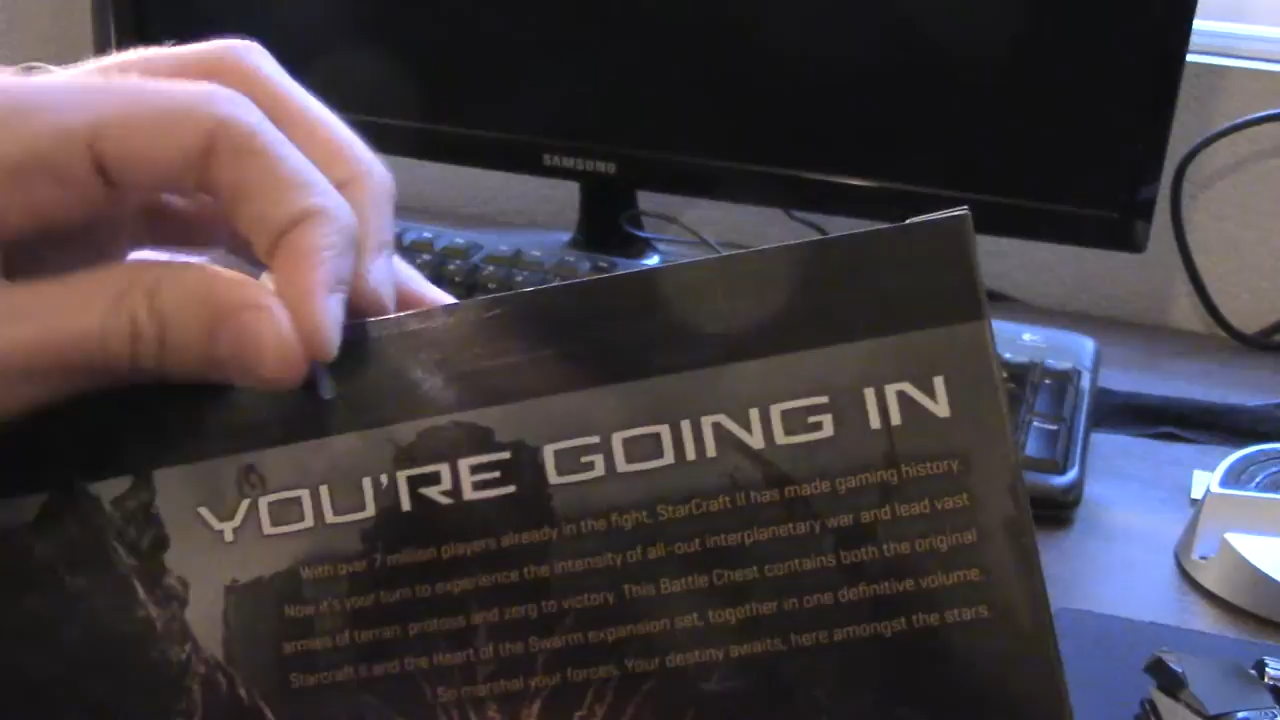 SAMSUNG
YOU'RE GOING IN
With over 7 million players already in the fight, StarCraft II has made gaming history.
Now it's your turn to experience the intensity of all-out interplanetary war and lead vast
armies of terran, protoss and zerg to victory. This Battle Chest contains both the original
Starcraft II and the Heart of the Swarm expansion set, together in one definitive volume.
So marshal your forces. Your destiny awaits, here amongst the stars.